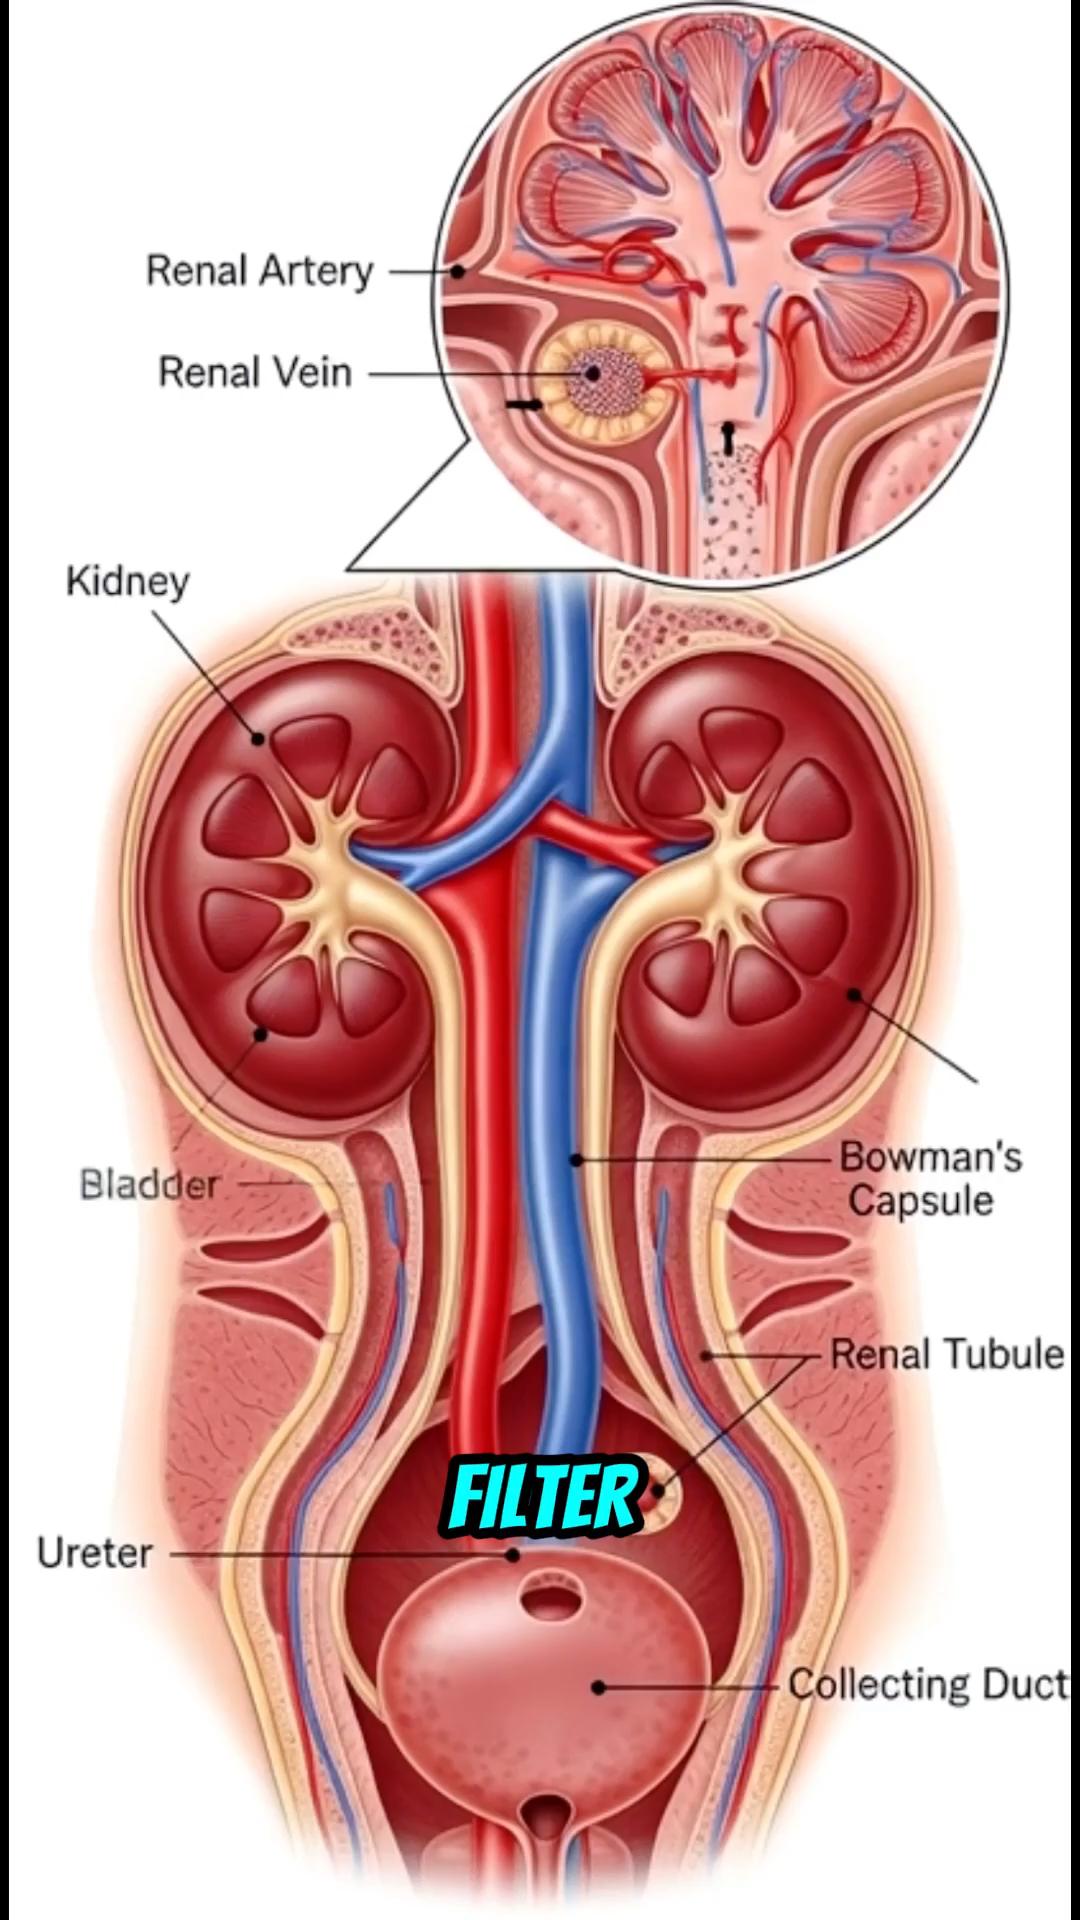 Renal Artery
Renal Vein
Kidney
Bladder
Bowman's
Capsule
Renal Tubule
FILTER
Ureter
Collecting Duct